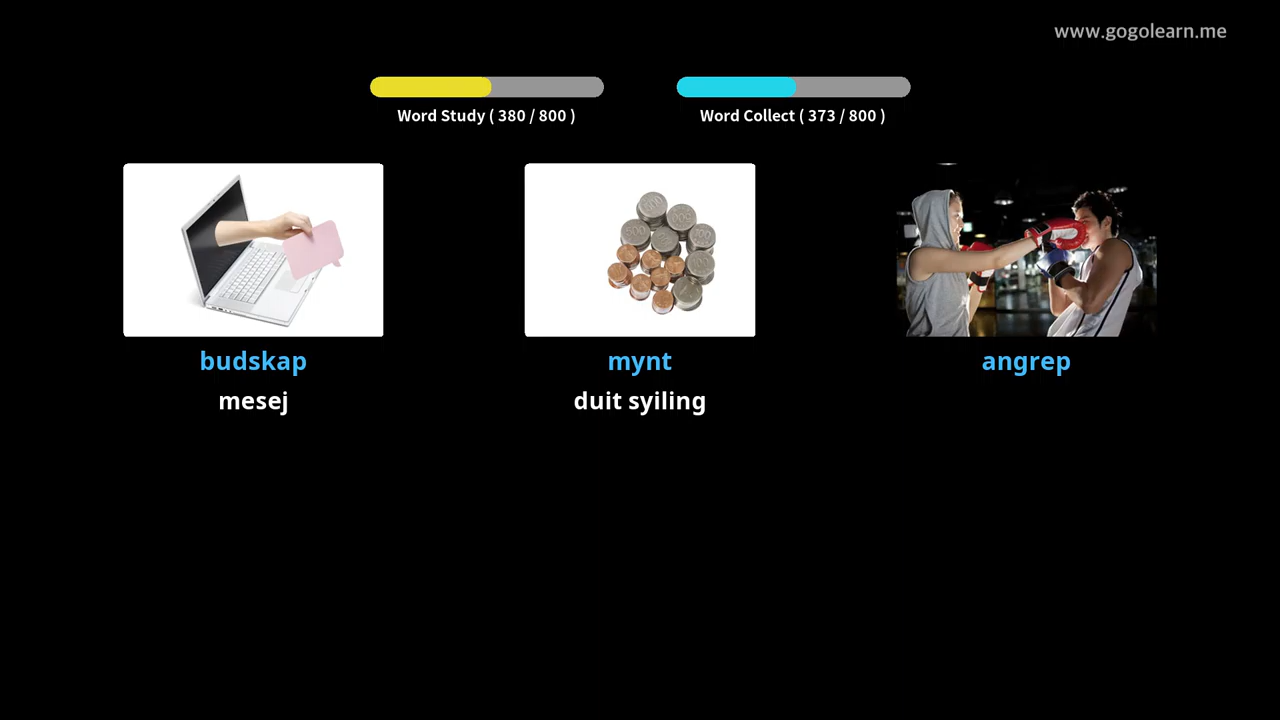 www.gogolearn.me
Word Study ( 380 / 800 )
Word Collect ( 373 / 800 )
budskap
mynt
angrep
mesej
duit syiling